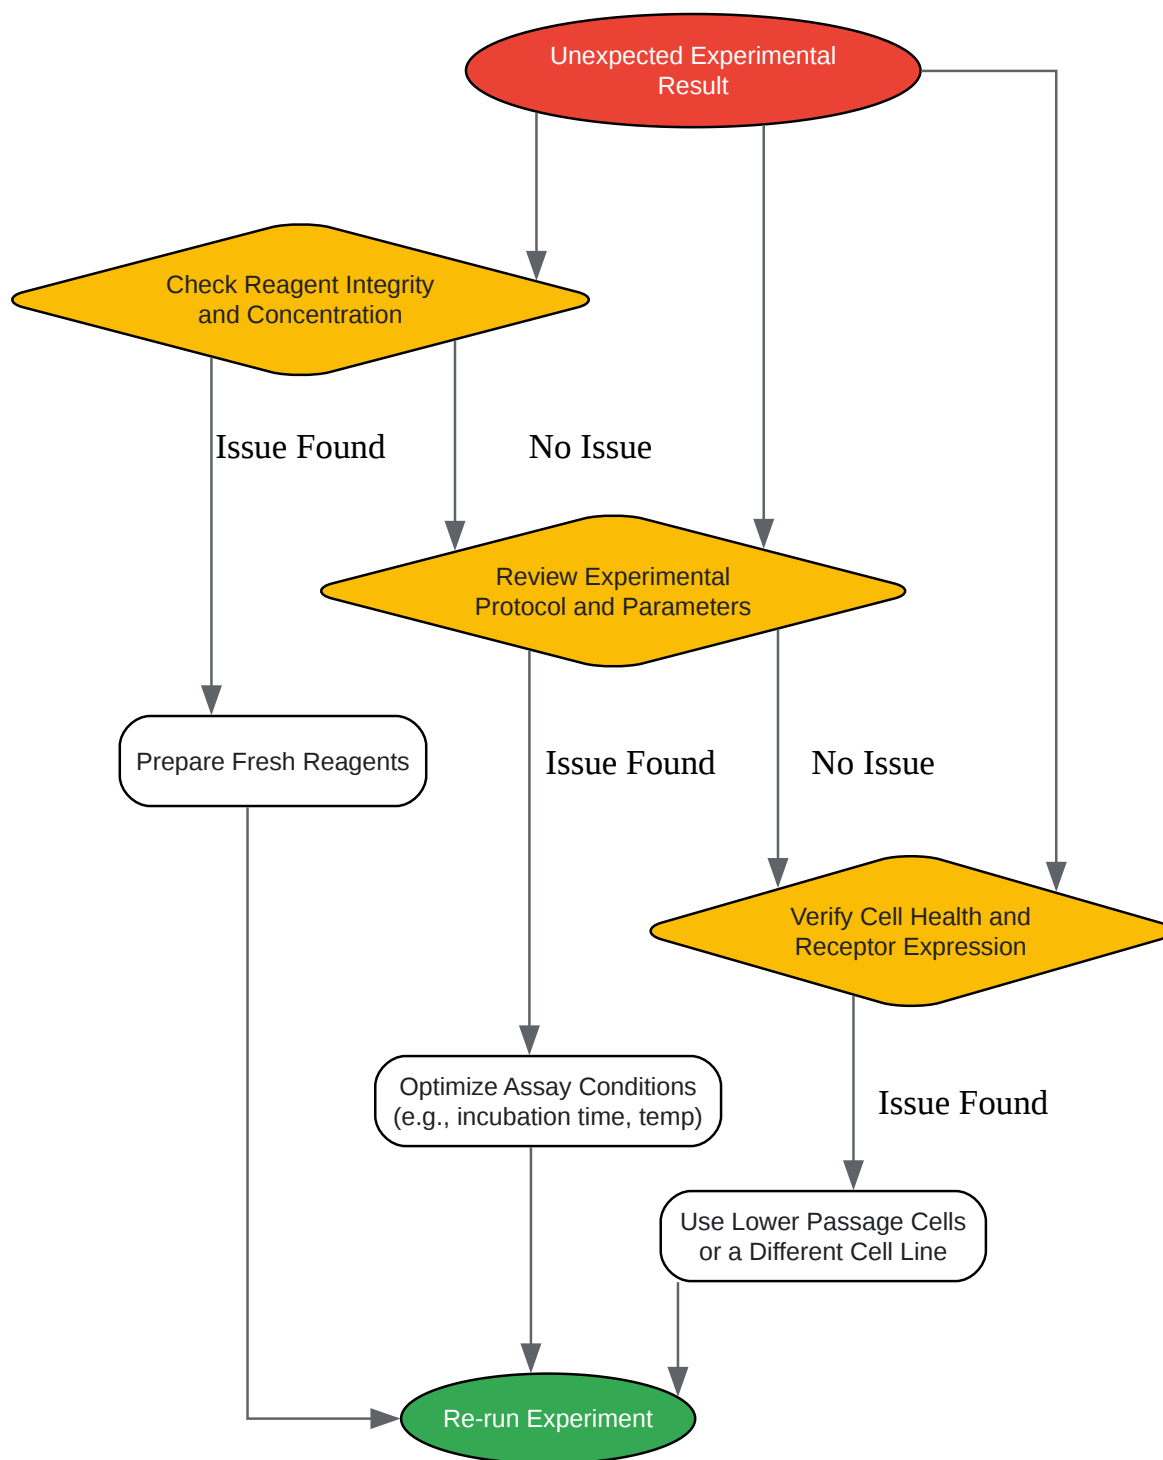 Unexpected Experimental
Result
Check Reagent Integrity
and Concentration
Issue Found
No Issue
Review Experimental
Protocol and Parameters
Prepare Fresh Reagents
Issue Found
No Issue
Verify Cell Health and
Receptor Expression
Optimize Assay Conditions
(e.g., incubation time, temp)
Issue Found
Use Lower Passage Cells
or a Different Cell Line
Re-run Experiment